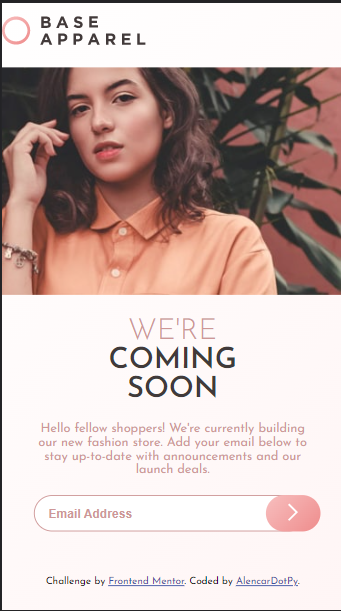 BASE
APPAREL
WE'RE
COMING
SOON
Hello fellow shoppers! We're currently building
our new fashion store. Add your email below to
stay up-to-date with announcements and our
launch deals.
Email Address
Challenge by Frontend Mentor. Coded by AlencarDotPy.